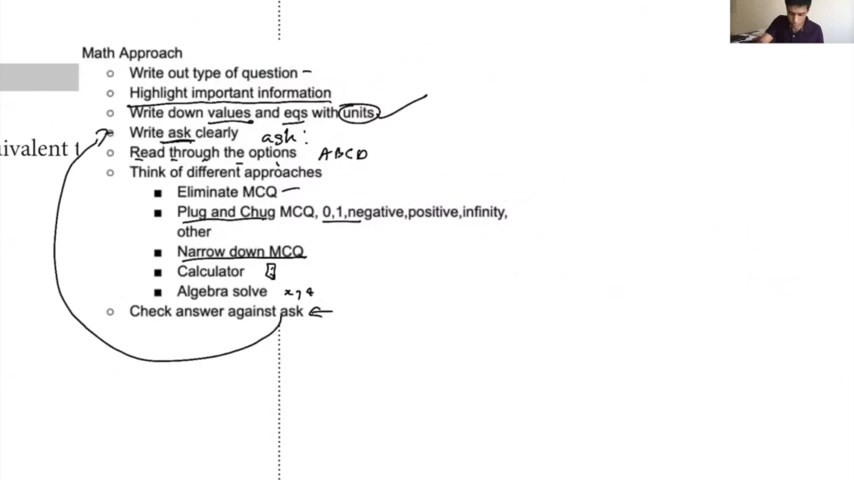 Math Approach
Write out type of question
Highlight important information
Write down values and eqs with units
Write ask clearly ask:
ivalent t
Read through the options ABCD
Think of different approaches
Eliminate MCQ
Plug and Chug MCQ, 0,1,negative,positive,infinity,
other
Narrow down MCQ
Calculator
Algebra solve
Check answer against ask